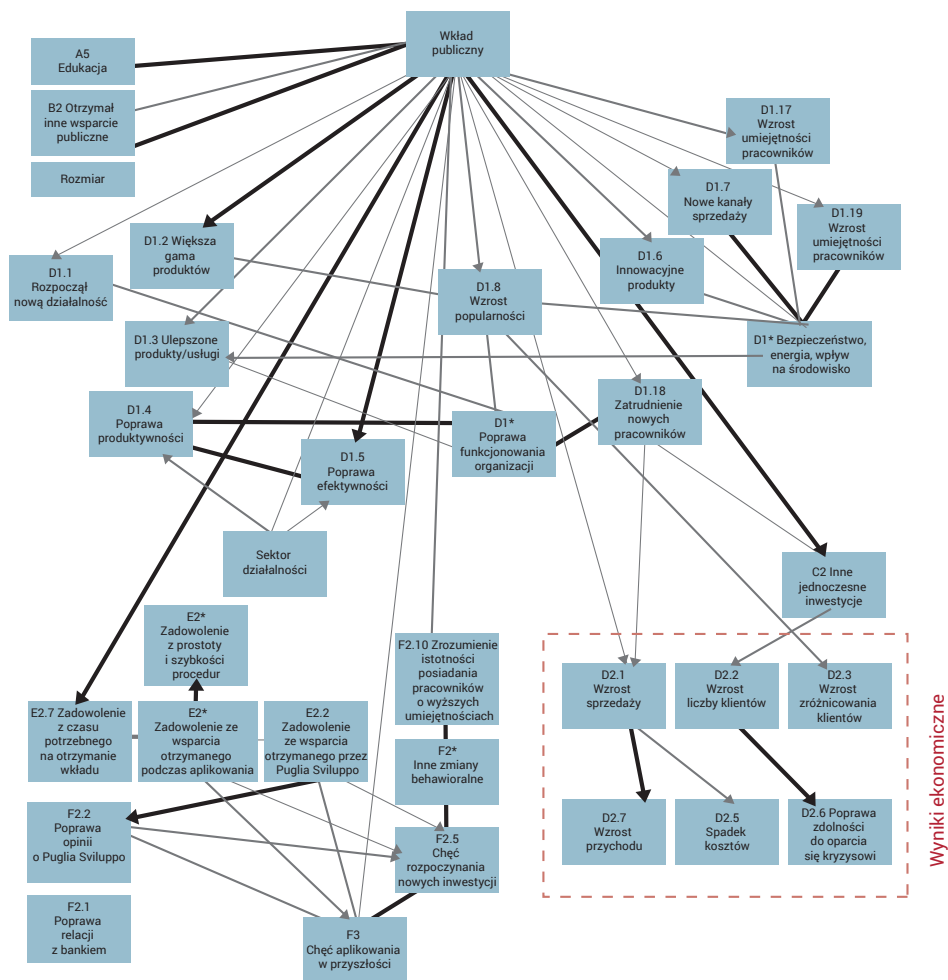 Wkład
publiczny
A5
Edukacja
B2 Otrzymał
inne wsparcie
publiczne
Rozmiar
D1.17
Wzrost
umiejętności
pracowników
D1.7
Nowe kanały
sprzedaży
D1.19
Wzrost
umiejętności
pracowników
D1.2 Większa
gama
produktów
D1.1
Rozpoczął
nową działalność
D1.6
Innowacyjne
produkty
D1.8
Wzrost
popularności
D1.3 Ulepszone
produkty/usługi
D1* Bezpieczeństwo,
energia, wpływ
na środowisko
D1.18
Zatrudnienie
nowych
pracowników
D1.4
Poprawa
produktywności
D1*
Poprawa
funkcjonowania
organizacji
D1.5
Poprawa
efektywności
Sektor
działalności
C2 Inne
jednoczesne
inwestycje
E2*
Zadowolenie
z prostoty
i szybkości
procedur
F2.10 Zrozumienie
istotności
posiadania
pracowników
o wyższych
umiejętnościach
D2.1
Wzrost
sprzedaży
D2.2
Wzrost
liczby klientów
D2.3
Wzrost
zróżnicowania
klientów
E2.7 Zadowolenie
z czasu
potrzebnego
na otrzymanie
wkładu
E2*
Zadowolenie ze
wsparcia
otrzymanego
podczas aplikowania
E2.2
Zadowolenie
ze wsparcia
otrzymanego przez
Puglia Sviluppo
F2*
Inne zmiany
behawioralne
Wyniki ekonomiczne
F2.2
Poprawa
opinii
o Puglia Sviluppo
F2.5
Chęć
rozpoczynania
nowych inwestycji
D2.7
Wzrost
przychodu
D2.5
Spadek
kosztów
D2.6 Poprawa
zdolności
do oparcia
się kryzysowi
F2.1
Poprawa
relacji
z bankiem
F3
Chęć aplikowania
w przyszłości